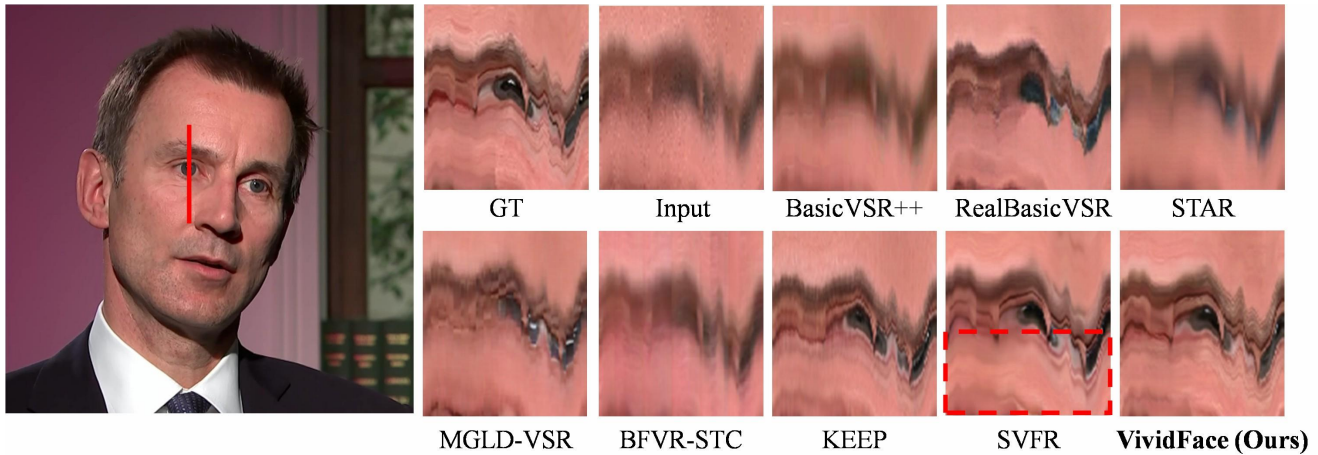 GT Input BasicVSR++ RealBasicVSR STAR
MGLD-VSR BFVR-STC KEEP SVFR VividFace (Ours)